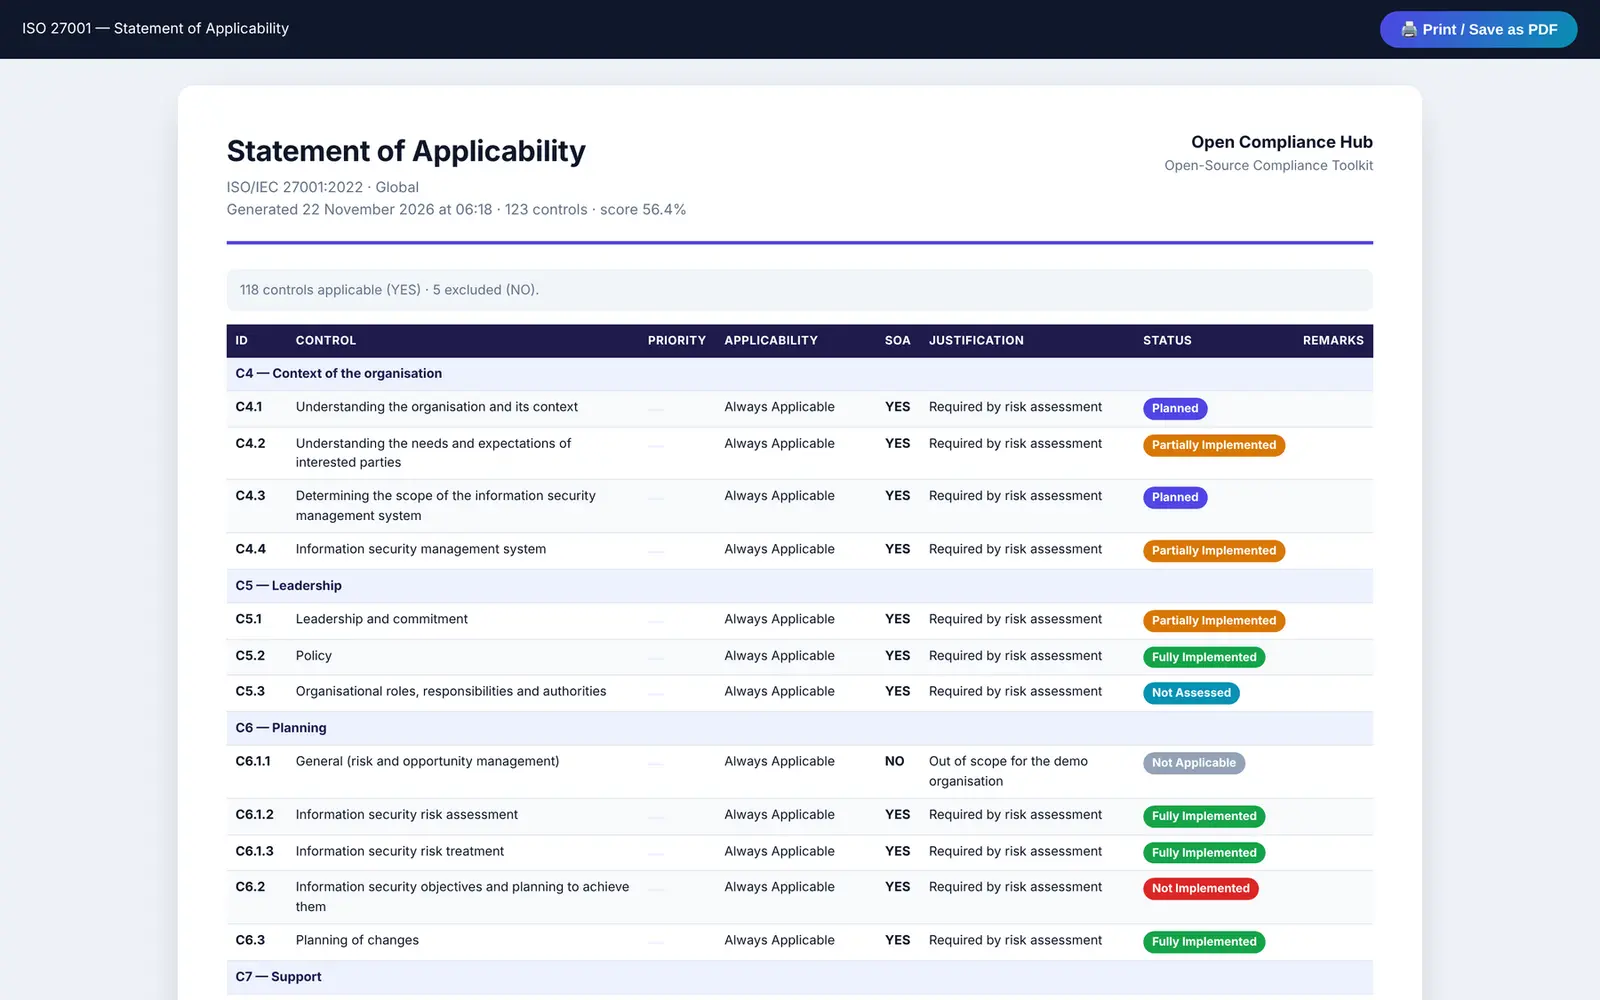 ISO 27001 — Statement of Applicability
🖨️ Print / Save as PDF
Statement of Applicability
Open Compliance Hub
Open-Source Compliance Toolkit
ISO/IEC 27001:2022 · Global
Generated 22 November 2026 at 06:18 · 123 controls · score 56.4%
118 controls applicable (YES) · 5 excluded (NO).
ID CONTROL PRIORITY APPLICABILITY SOA JUSTIFICATION STATUS REMARKS
C4 — Context of the organisation
C4.1 Understanding the organisation and its context — Always Applicable YES Required by risk assessment Planned
C4.2 Understanding the needs and expectations of — Always Applicable YES Required by risk assessment Partially Implemented
interested parties
C4.3 Determining the scope of the information security — Always Applicable YES Required by risk assessment Planned
management system
C4.4 Information security management system — Always Applicable YES Required by risk assessment Partially Implemented
C5 — Leadership
C5.1 Leadership and commitment — Always Applicable YES Required by risk assessment Partially Implemented
C5.2 Policy — Always Applicable YES Required by risk assessment Fully Implemented
C5.3 Organisational roles, responsibilities and authorities — Always Applicable YES Required by risk assessment Not Assessed
C6 — Planning
C6.1.1 General (risk and opportunity management) — Always Applicable NO Out of scope for the demo Not Applicable
organisation
C6.1.2 Information security risk assessment — Always Applicable YES Required by risk assessment Fully Implemented
C6.1.3 Information security risk treatment — Always Applicable YES Required by risk assessment Fully Implemented
C6.2 Information security objectives and planning to achieve — Always Applicable YES Required by risk assessment Not Implemented
them
C6.3 Planning of changes — Always Applicable YES Required by risk assessment Fully Implemented
C7 — Support